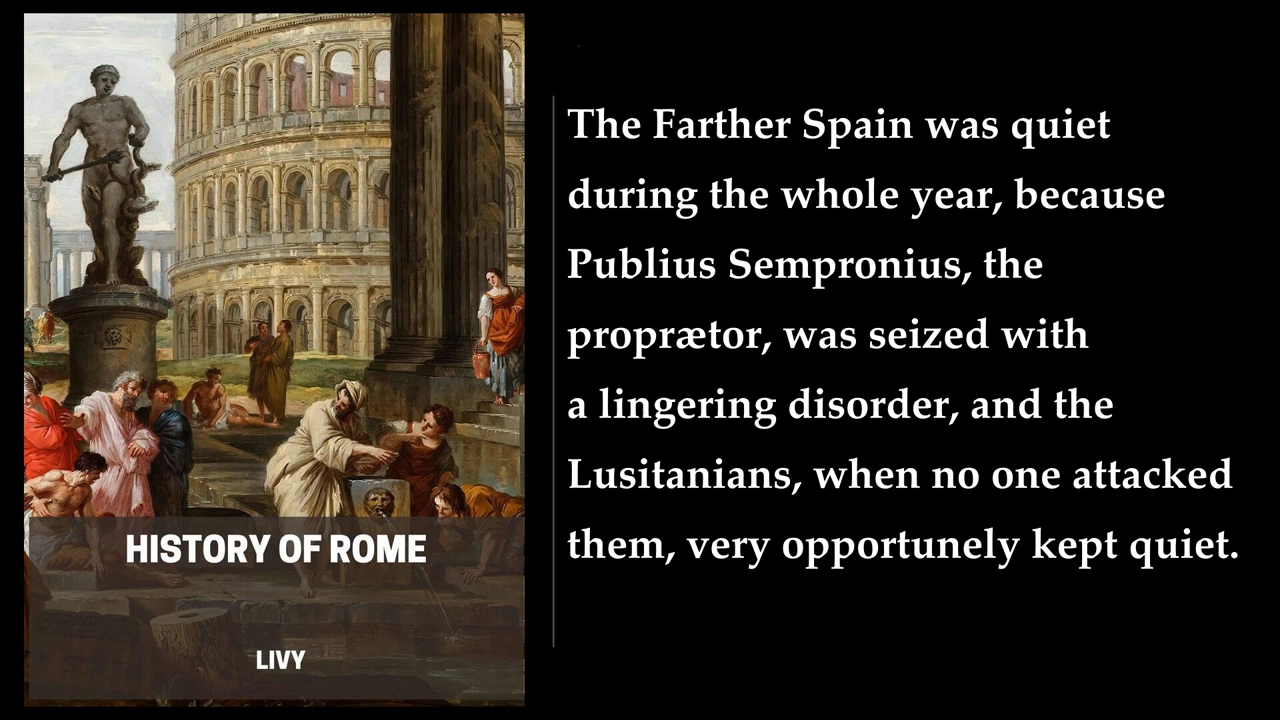 HISTORY OF ROME
LIVY
The Farther Spain was quiet
during the whole year, because
Publius Sempronius, the
proprætor, was seized with
a lingering disorder, and the
Lusitanians, when no one attacked
them, very opportunely kept quiet.